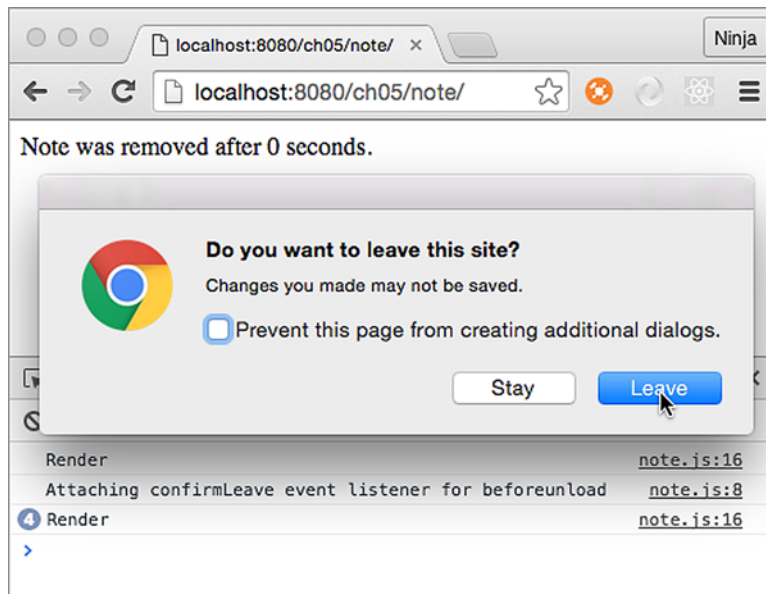 localhost:8080/ch05/note/ ×
Ninja
localhost:8080/ch05/note/
Note was removed after 0 seconds.
Do you want to leave this site?
Changes you made may not be saved.
Prevent this page from creating additional dialogs.
Stay Leave
Render note.js:16
Attaching confirmLeave event listener for beforeunload note.js:8
4 Render note.js:16
>